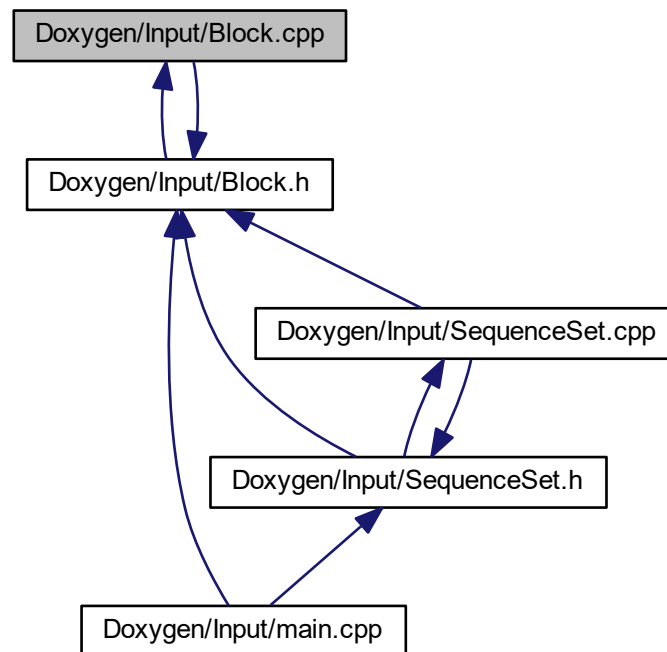 Doxygen/Input/Block.cpp
Doxygen/Input/Block.h
Doxygen/Input/SequenceSet.cpp
Doxygen/Input/SequenceSet.h
Doxygen/Input/main.cpp